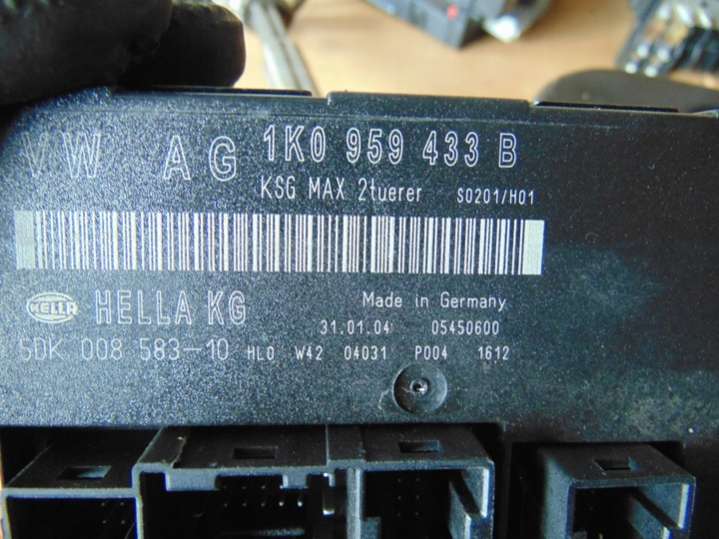 VW AG 1K0 959 433 B
KSG MAX 2tuerer S0201/H01
HELLA HELLA KG Made in Germany
31.01.04 05450600
5DK 008 583-10 HL0 W42 04031 P004 1612